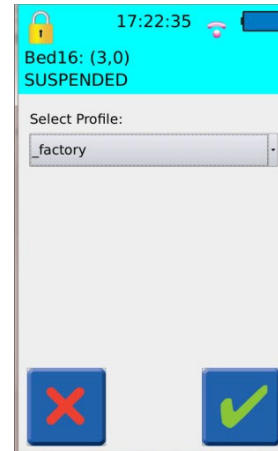 17:22:35
Bed16: (3,0)
SUSPENDED
Select Profile:
_factory